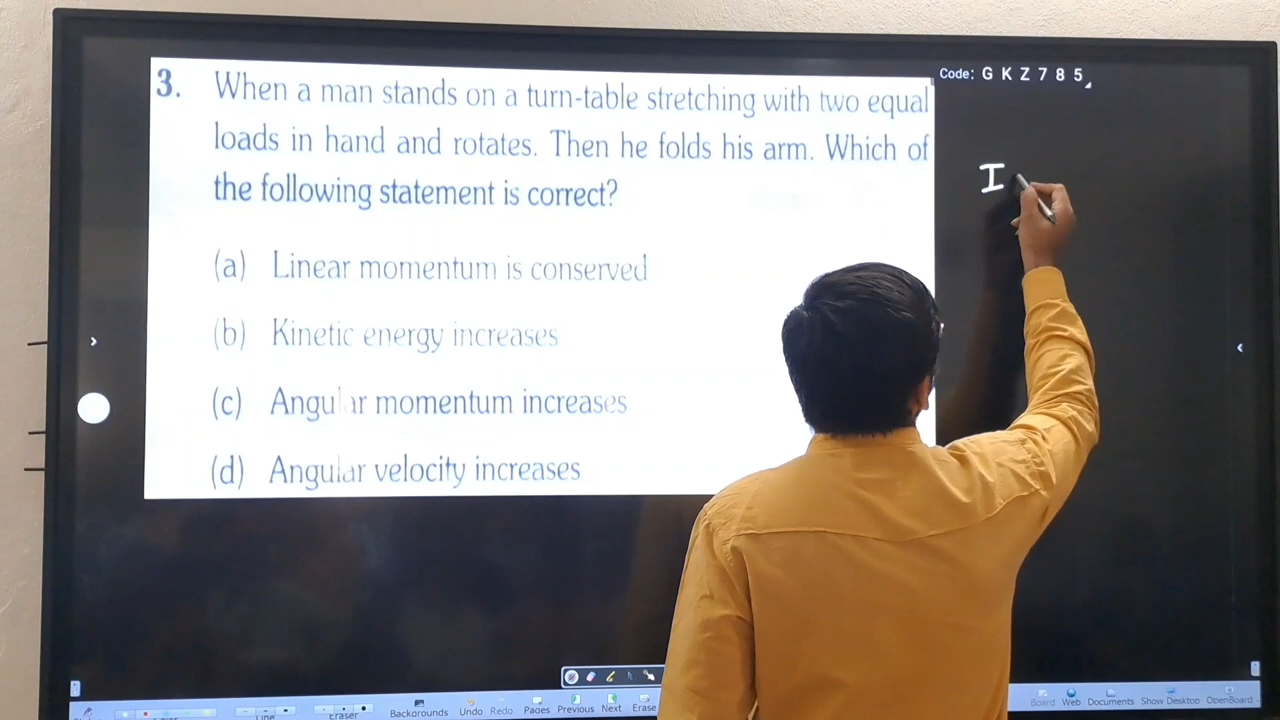 Code: G K Z 7 8 5
3. When a man stands on a turn-table stretching with two equal
loads in hand and rotates. Then he folds his arm. Which of
the following statement is correct?
I
(a) Linear momentum is conserved
(b) Kinetic energy increases
(c) Angular momentum increases
(d) Angular velocity increases
Line Eraser Backgrounds Undo Redo Pages Previous Next Erase Board Web Documents Show Desktop OpenBoard